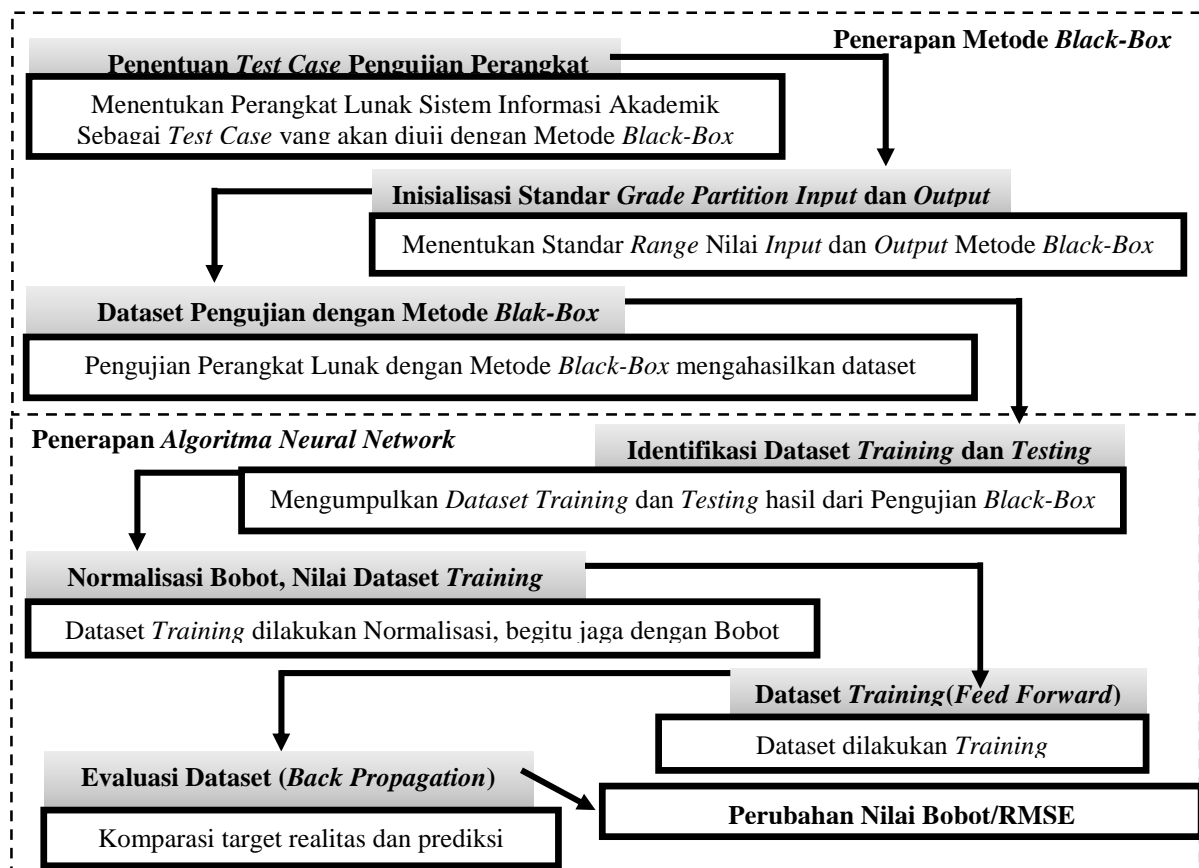 Penerapan Metode Black-Box
Penentuan Test Case Pengujian Perangkat
Menentukan Perangkat Lunak Sistem Informasi Akademik
Sebagai Test Case yang akan diuji dengan Metode Black-Box
Inisialisasi Standar Grade Partition Input dan Output
Menentukan Standar Range Nilai Input dan Output Metode Black-Box
Dataset Pengujian dengan Metode Blak-Box
Pengujian Perangkat Lunak dengan Metode Black-Box mengahasilkan dataset
Penerapan Algoritma Neural Network
Identifikasi Dataset Training dan Testing
Mengumpulkan Dataset Training dan Testing hasil dari Pengujian Black-Box
Normalisasi Bobot, Nilai Dataset Training
Dataset Training dilakukan Normalisasi, begitu jaga dengan Bobot
Dataset Training(Feed Forward)
Dataset dilakukan Training
Evaluasi Dataset (Back Propagation)
Perubahan Nilai Bobot/RMSE
Komparasi target realitas dan prediksi